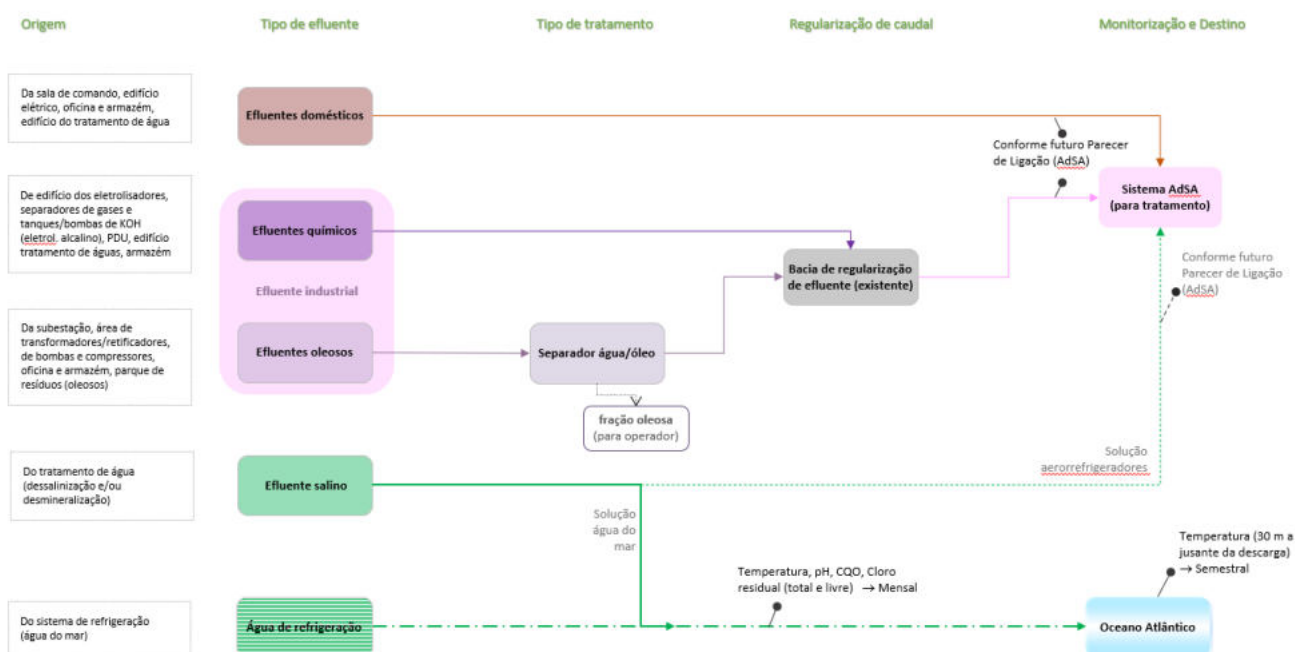 Origem
Tipo de efluente
Tipo de tratamento
Regularização de caudal
Monitorização e Destino
Da sala de comando, edifício
elétrico, oficina e armazém,
edifício do tratamento de água
Efluentes domésticos
Conforme futuro Parecer
de Ligação (AdSA)
De edifício dos eletrolisadores,
separadores de gases e
tanques/bombas de KOH
(eletrol. alcalino), PDU, edifício
tratamento de águas, armazém
Efluentes químicos
Sistema AdSA
(para tratamento)
Efluente industrial
Bacia de regularização
de efluente (existente)
Conforme futuro
Parecer de Ligação
(AdSA)
Da subestação, área de
transformadores/retificadores,
de bombas e compressores,
oficina e armazém, parque de
resíduos (oleosos)
Efluentes oleosos
Separador água/óleo
fração oleosa
(para operador)
Do tratamento de água
(dessalinização e/ou
desmineralização)
Efluente salino
Solução
aerorrefrigeradores
Solução
água do
mar
Temperatura, pH, CQO, Cloro
residual (total e livre) → Mensal
Temperatura (30 m a
jusante da descarga)
→ Semestral
Do sistema de refrigeração
(água do mar)
Água de refrigeração
Oceano Atlântico